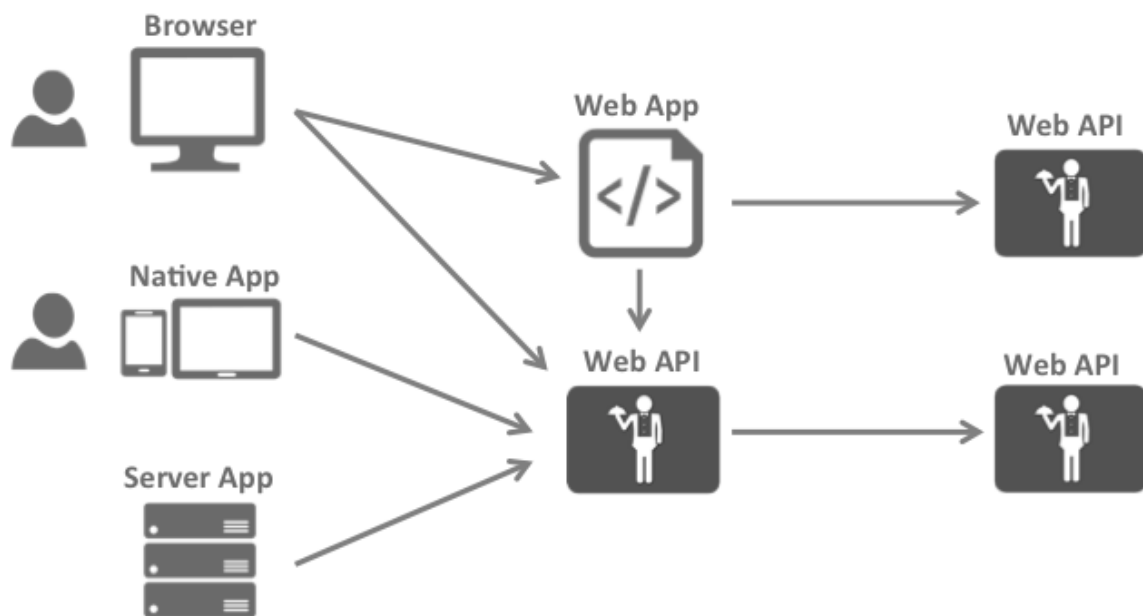 Browser
Web App
Web API
Native App
Web API
Web API
Server App